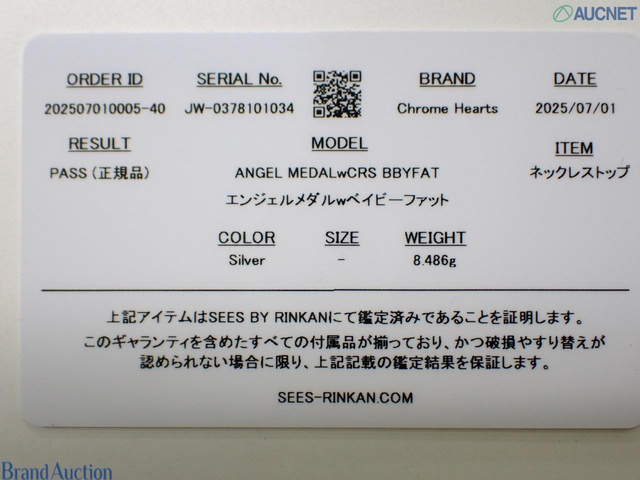 AUCNET
ORDER ID SERIAL No. BRAND DATE
202507010005-40 JW-0378101034 Chrome Hearts 2025/07/01
RESULT MODEL ITEM
PASS (正規品) ANGEL MEDALwCRS BBYFAT ネックレストップ
エンジェルメダルwベイビーファット
COLOR SIZE WEIGHT
Silver - 8.486g
上記アイテムはSEES BY RINKANにて鑑定済みであることを証明します。
このギャランティを含めたすべての付属品が揃っており、かつ破損やすり替えが
認められない場合に限り、上記記載の鑑定結果を保証します。
SEES-RINKAN.COM
Brand Auction